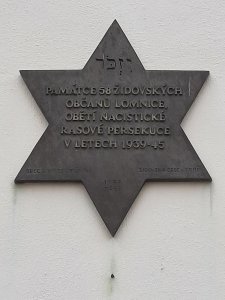 יזכר
PAMÁTCE 58 ŽIDOVSKÝCH
OBČANŮ LOMNICE,
OBĚTÍ NACISTICKÉ
RASOVÉ PERSEKUCE
V LETECH 1939-45